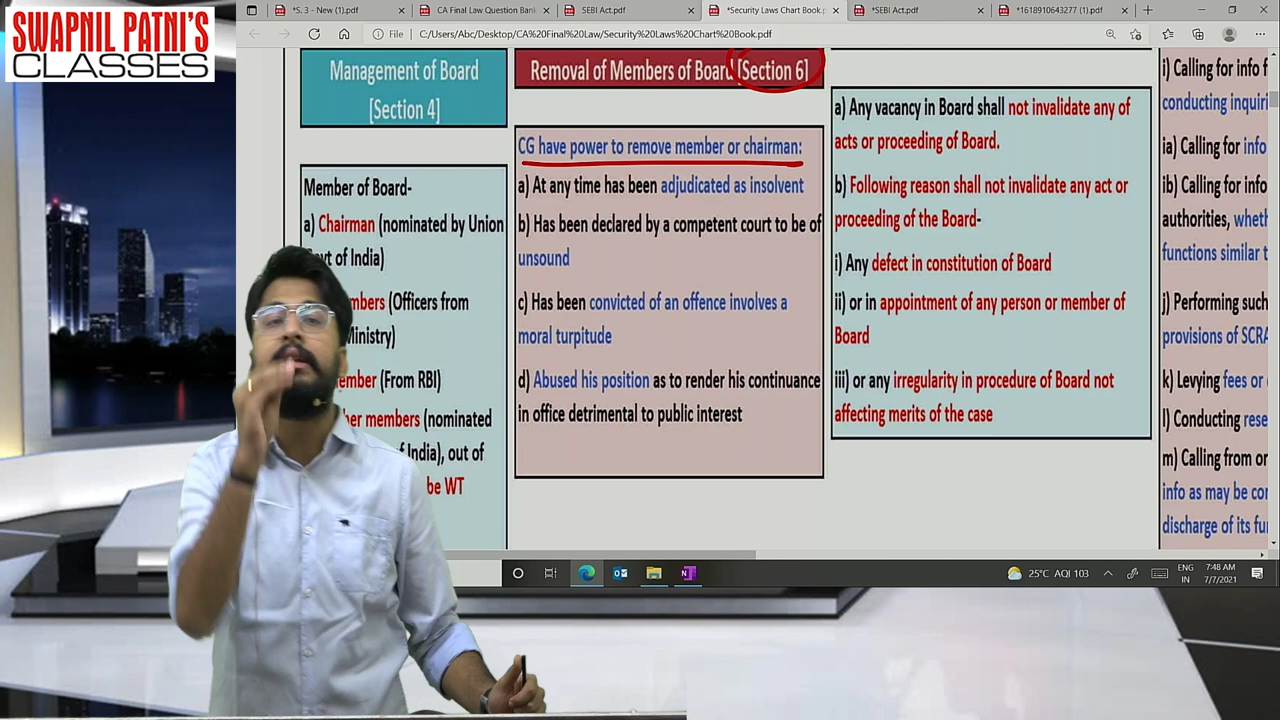 SWAPNIL PATNI'S
CLASSES
*S. 3 - New (1).pdf
CA Final Law Question Bank
SEBI Act.pdf
*Security Laws Chart Book.p
*SEBI Act.pdf
*1618910643277 (1).pdf
File
C:/Users/Abc/Desktop/CA%20Final%20Law/Security%20Laws%20Chart%20Book.pdf
Management of Board
[Section 4]
Member of Board-
a) Chairman (nominated by Union
Govt of India)
(Officers from
Ministry)
(From RBI)
members (nominated
of India), out of
be WT
Removal of Members of Board [Section 6]
CG have power to remove member or chairman:
a) At any time has been adjudicated as insolvent
b) Has been declared by a competent court to be of
unsound
c) Has been convicted of an offence involves a
moral turpitude
d) Abused his position as to render his continuance
in office detrimental to public interest
a) Any vacancy in Board shall not invalidate any of
acts or proceeding of Board.
b) Following reason shall not invalidate any act or
proceeding of the Board-
i) Any defect in constitution of Board
ii) or in appointment of any person or member of
Board
iii) or any irregularity in procedure of Board not
affecting merits of the case
i) Calling for info f
conducting inquiri
ia) Calling for info
ib) Calling for info
authorities, wheth
functions similar t
j) Performing such
provisions of SCRA
k) Levying fees or
l) Conducting rese
m) Calling from or
info as may be con
discharge of its fun
25°C AQI 103
ENG
IN
7:48 AM
7/7/2021